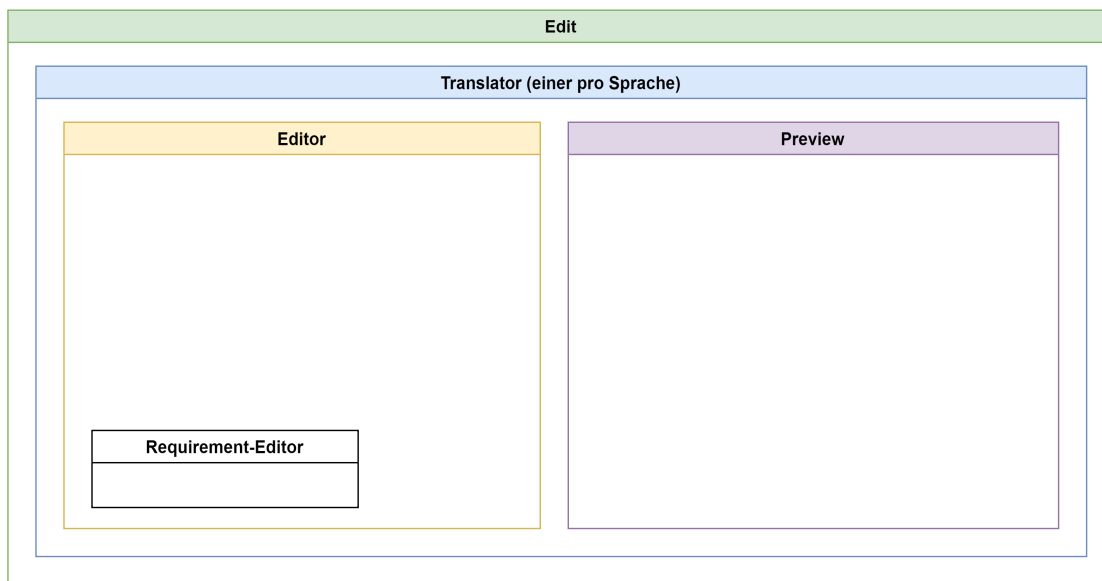 Edit
Translator (einer pro Sprache)
Editor
Preview
Requirement-Editor